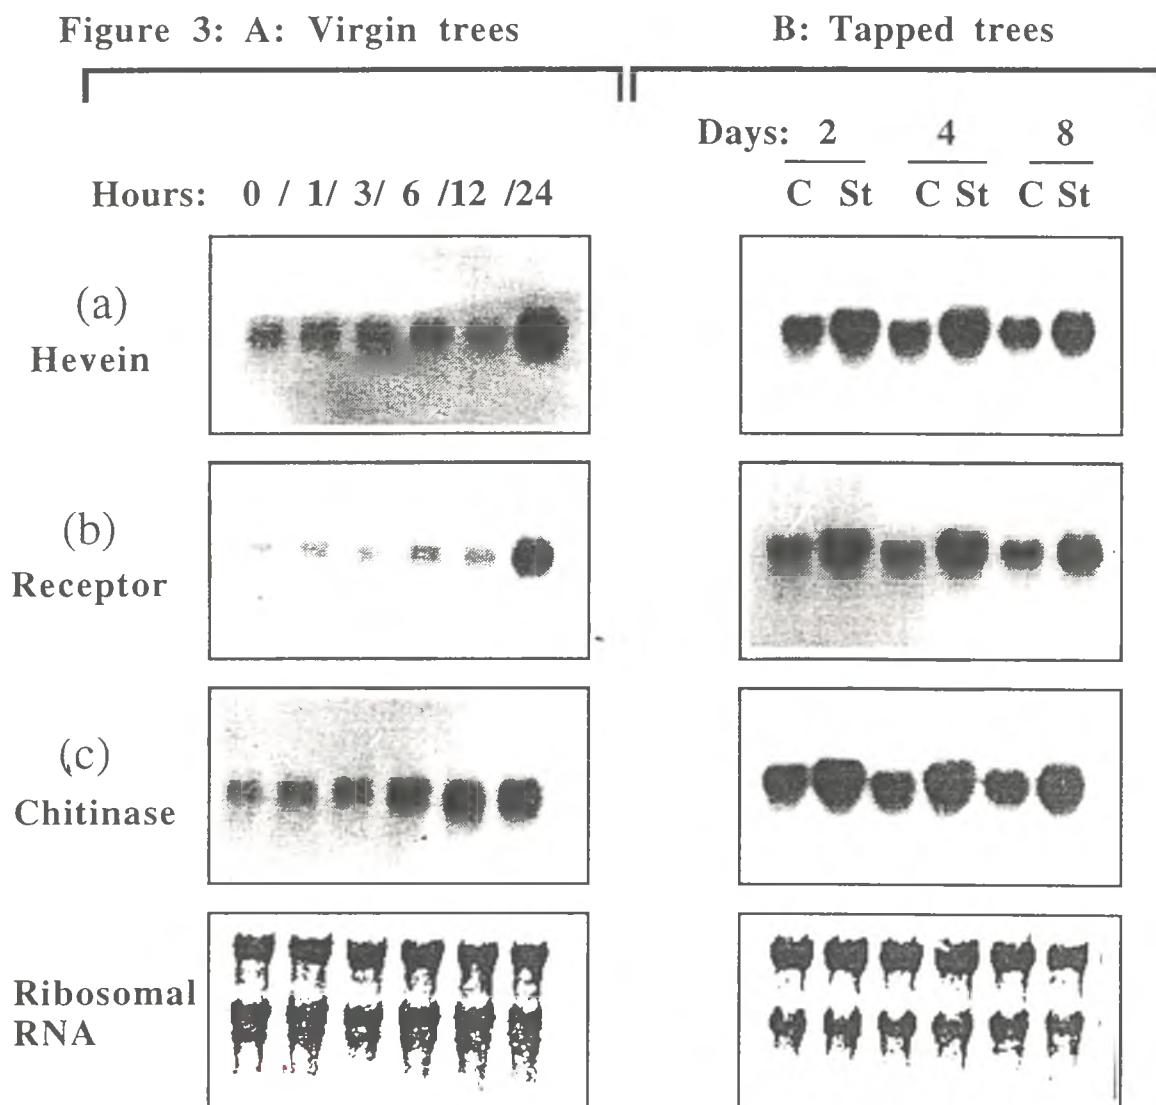 Figure 3: A: Virgin trees
B: Tapped trees
Days: 2 4 8
Hours: 0 / 1/ 3/ 6 /12 /24
C St C St C St
(a)
Hevein
(b)
Receptor
(c)
Chitinase
Ribosomal
RNA